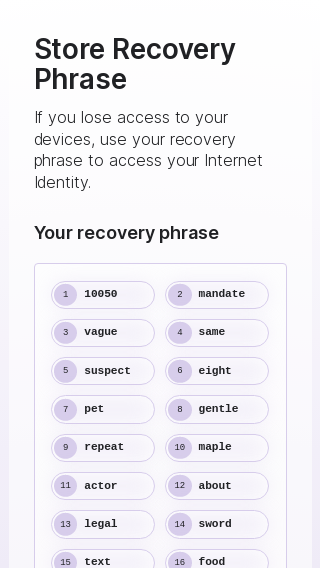 Store Recovery
Phrase
If you lose access to your
devices, use your recovery
phrase to access your Internet
Identity.
Your recovery phrase
1 10050 2 mandate
3 vague 4 same
5 suspect 6 eight
7 pet 8 gentle
9 repeat 10 maple
11 actor 12 about
13 legal 14 sword
15 text 16 food